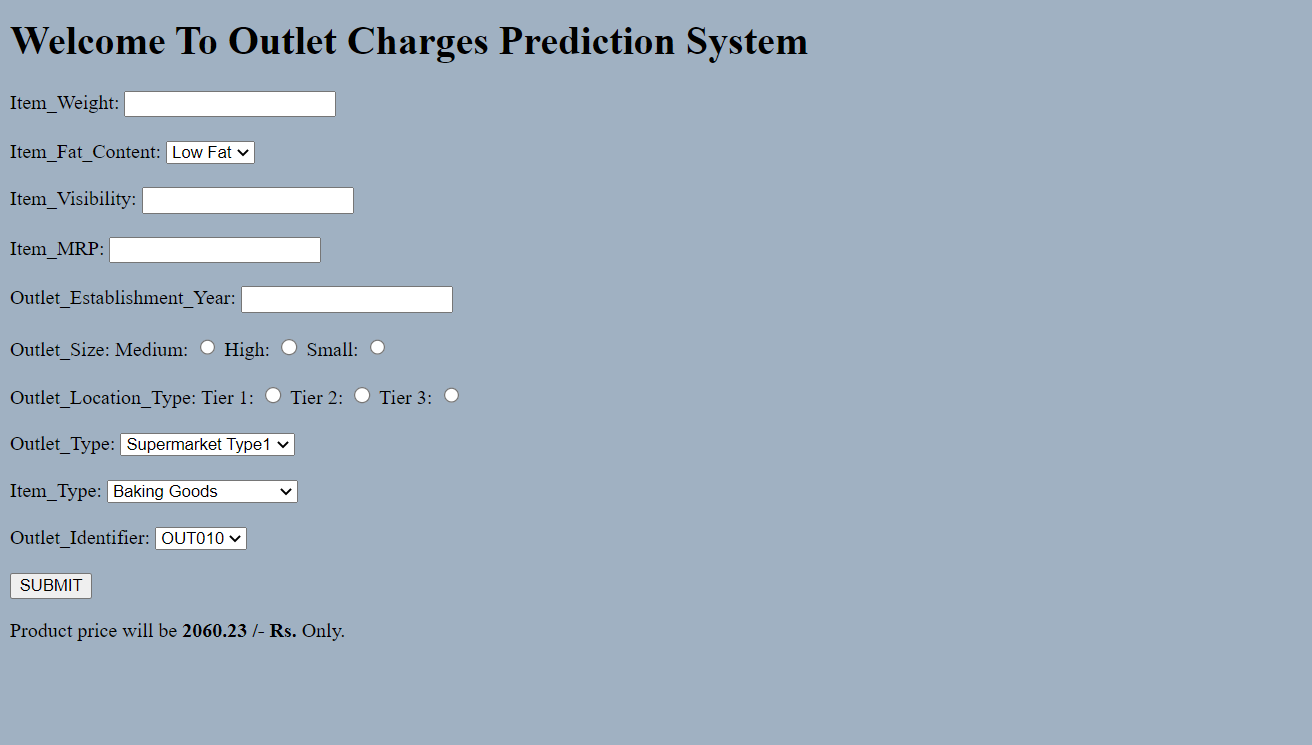 Welcome To Outlet Charges Prediction System
Item_Weight:
Item_Fat_Content: Low Fat
Item_Visibility:
Item_MRP:
Outlet_Establishment_Year:
Outlet_Size: Medium: High: Small:
Outlet_Location_Type: Tier 1: Tier 2: Tier 3:
Outlet_Type: Supermarket Type1
Item_Type: Baking Goods
Outlet_Identifier: OUT010
SUBMIT
Product price will be 2060.23 /- Rs. Only.